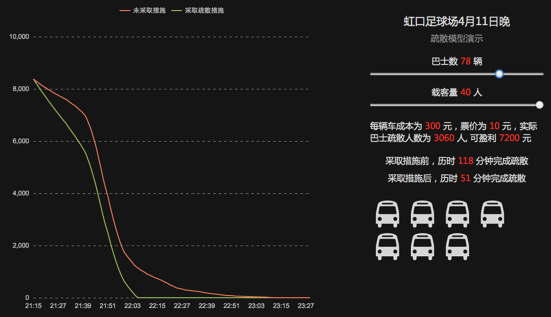 未采取措施 采取疏散措施
10,000
8,000
6,000
4,000
2,000
0
21:15 21:27 21:39 21:51 22:03 22:15 22:27 22:39 22:51 23:03 23:15 23:27
虹口足球场4月11日晚
疏散模型演示
巴士数 78 辆
载客量 40 人
每辆车成本为 300 元，票价为 10 元，实际
巴士疏散人数为 3060 人, 可盈利 7200 元
采取措施前，历时 118 分钟完成疏散
采取措施后，历时 51 分钟完成疏散